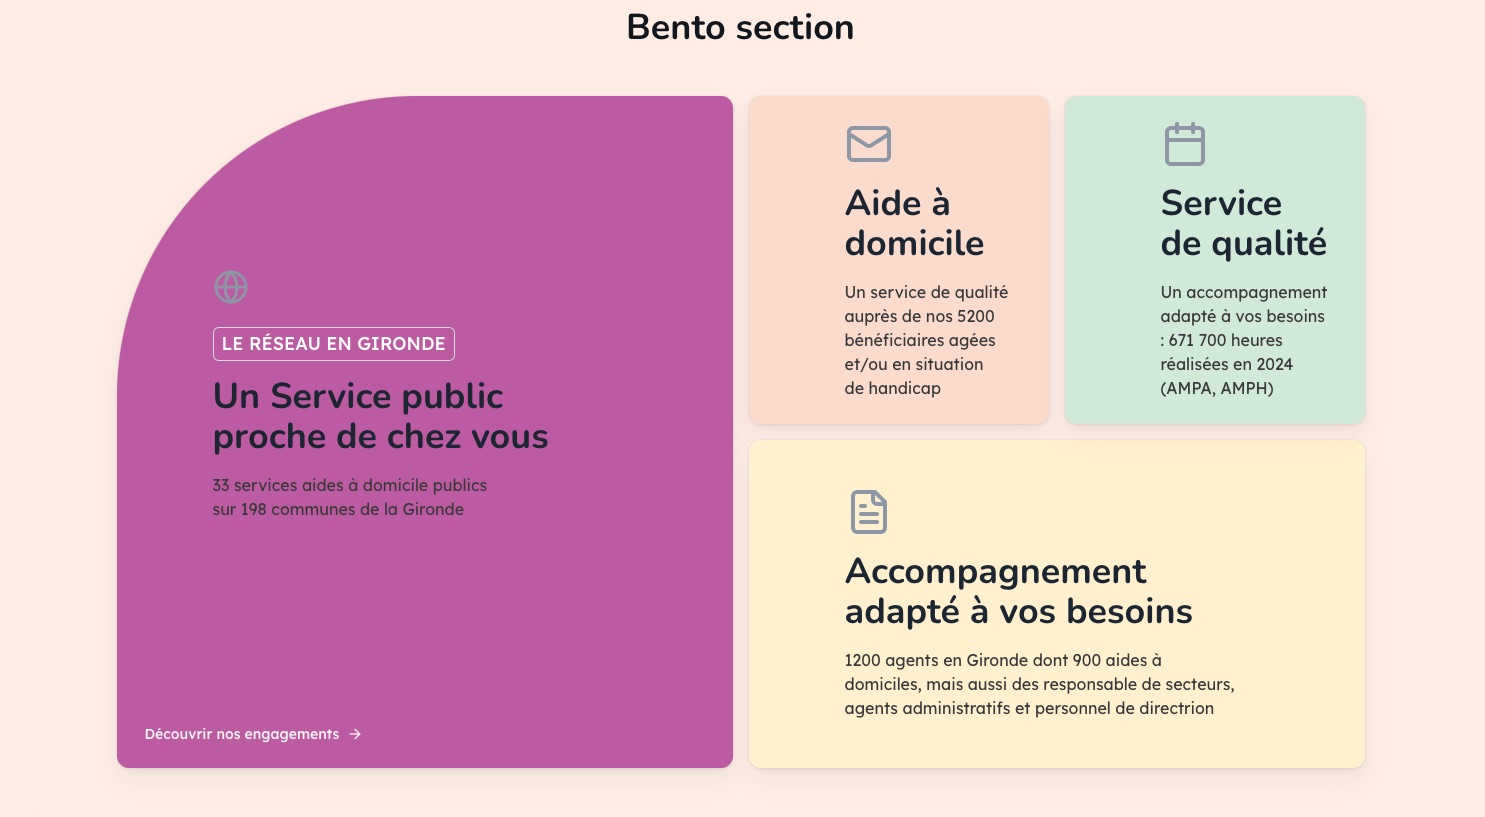 Bento section
LE RÉSEAU EN GIRONDE
Un Service public
proche de chez vous
33 services aides à domicile publics
sur 198 communes de la Gironde
Découvrir nos engagements →
Aide à
domicile
Un service de qualité
auprès de nos 5200
bénéficiaires agées
et/ou en situation
de handicap
Service
de qualité
Un accompagnement
adapté à vos besoins
: 671 700 heures
réalisées en 2024
(AMPA, AMPH)
Accompagnement
adapté à vos besoins
1200 agents en Gironde dont 900 aides à
domiciles, mais aussi des responsable de secteurs,
agents administratifs et personnel de directrion